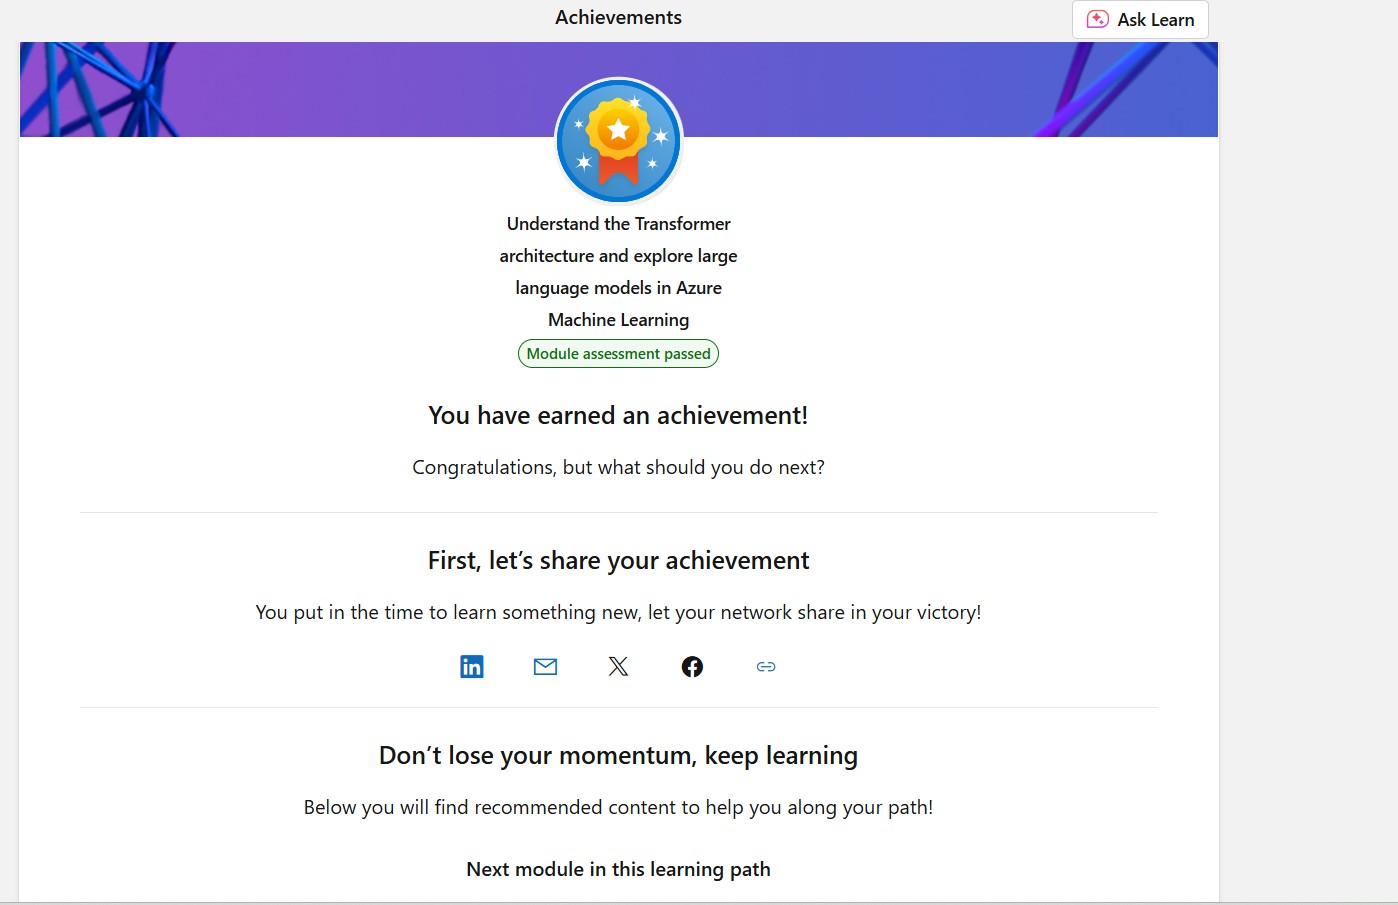 Achievements
Ask Learn
Understand the Transformer
architecture and explore large
language models in Azure
Machine Learning
Module assessment passed
You have earned an achievement!
Congratulations, but what should you do next?
First, let’s share your achievement
You put in the time to learn something new, let your network share in your victory!
Don’t lose your momentum, keep learning
Below you will find recommended content to help you along your path!
Next module in this learning path